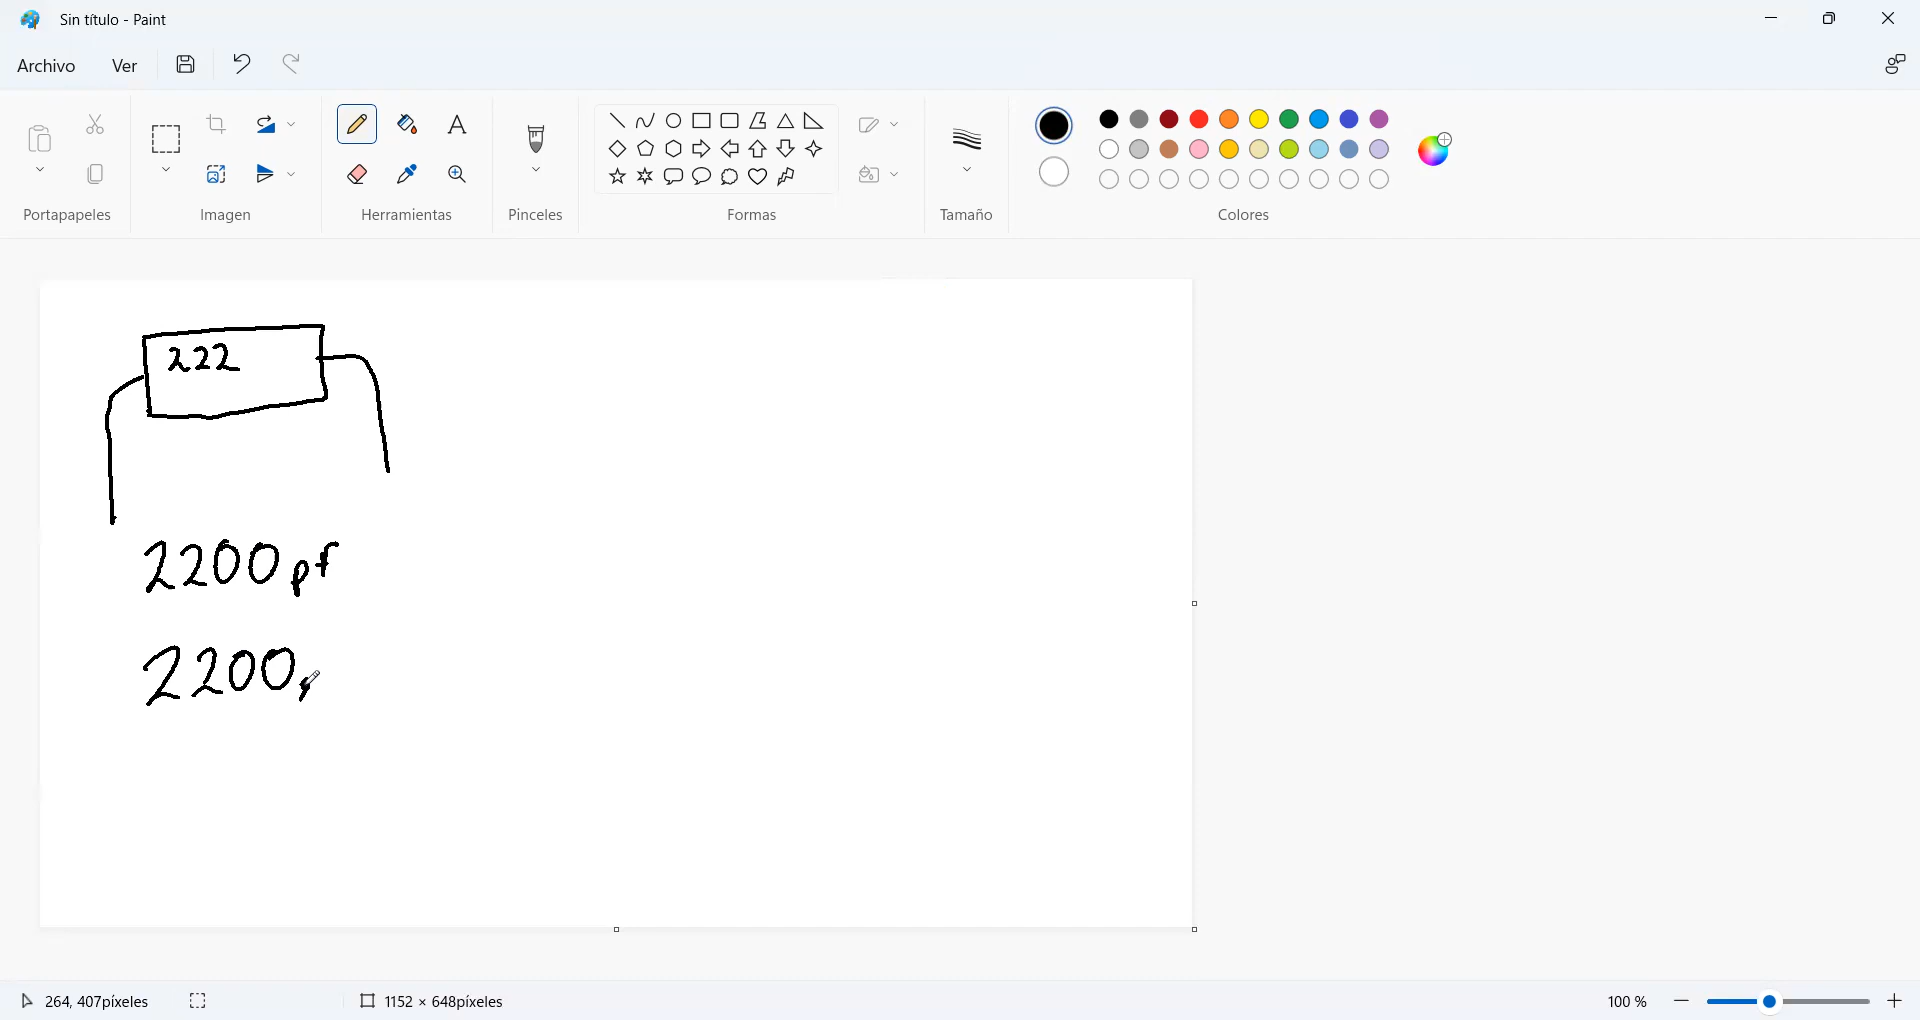 Sin título - Paint
Archivo Ver
Portapapeles Imagen Herramientas Pinceles Formas Tamaño Colores
222
2200 pf
2200,
264, 407píxeles 1152 × 648píxeles 100 %